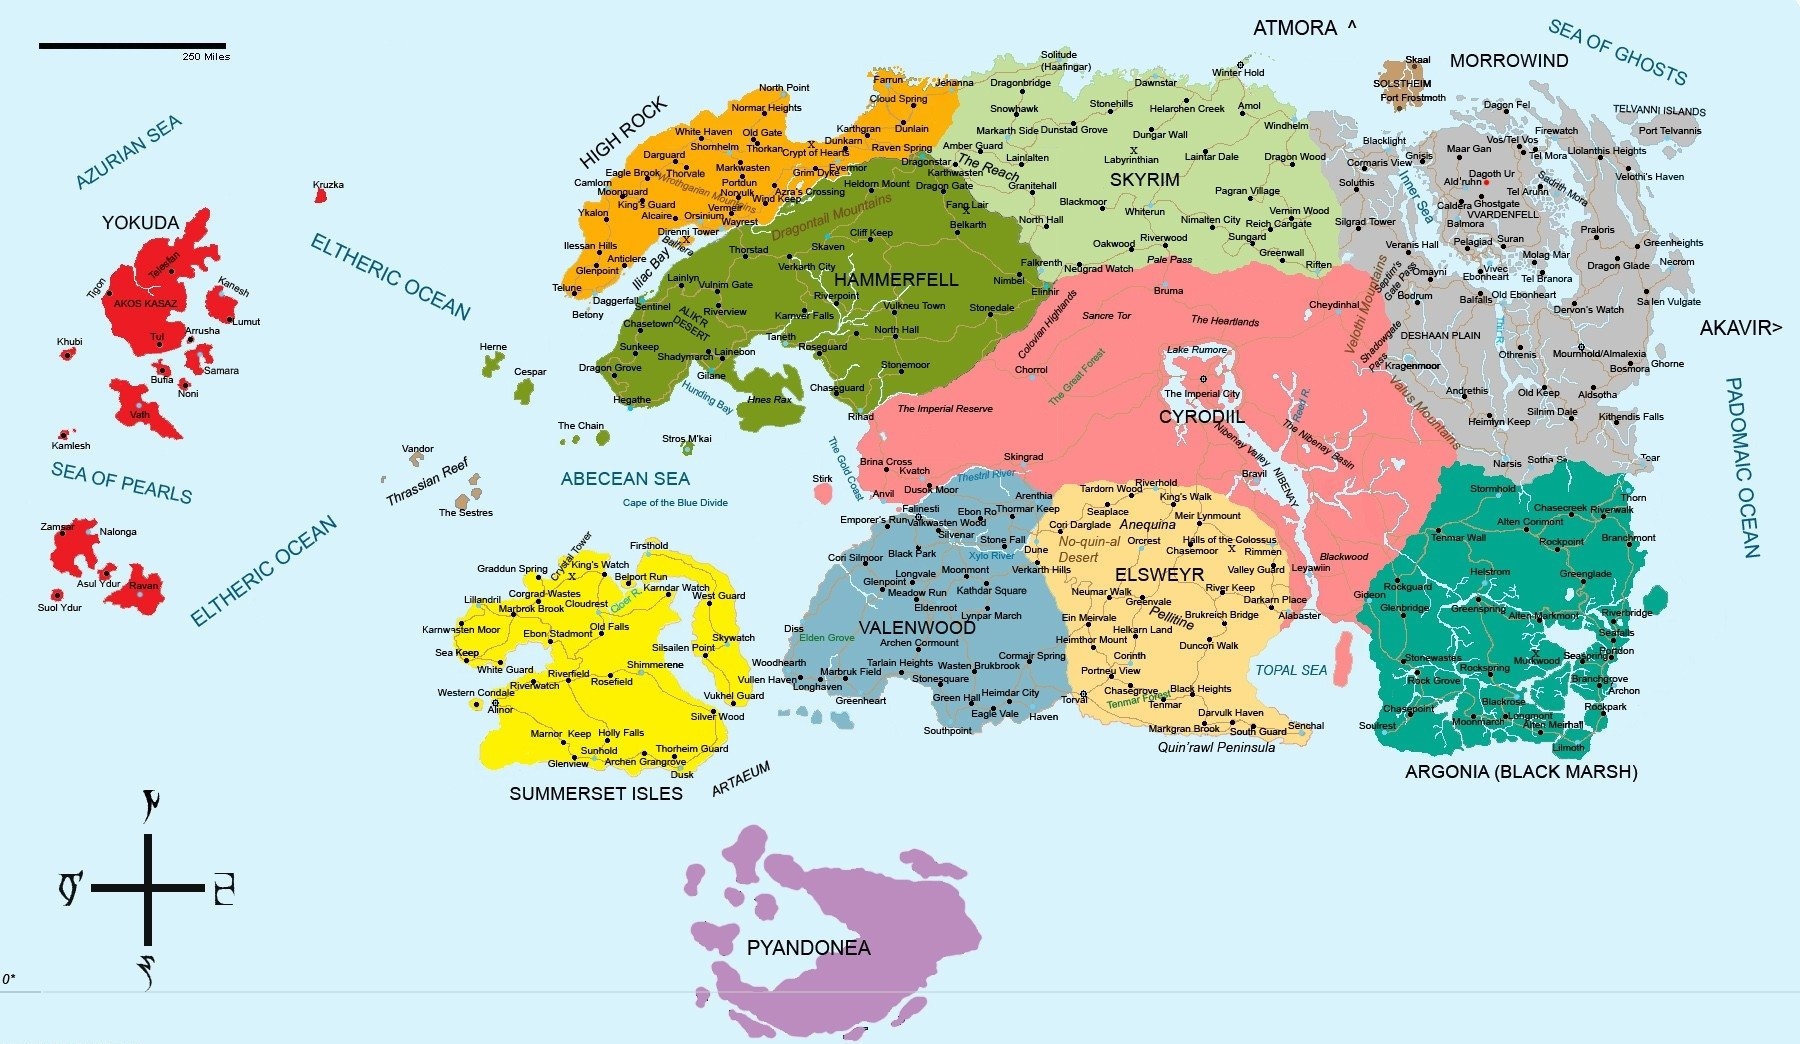 ATMORA ^
SEA OF GHOSTS
MORROWIND
250 Miles
AZURIAN SEA
YOKUDA
Kruzka
Telesfan
Tigon
AKOS KASAZ
Kanesh
Lumut
Tul
Arrusha
Khubi
Samara
Bufia
Noni
Vath
Kamlesh
SEA OF PEARLS
Zamsar
Nalonga
Asul Ydur
Ravan
Suol Ydur
ELTHERIC OCEAN
ELTHERIC OCEAN
Vandor
Thrassian Reef
The Sestres
Herne
Cespar
The Chain
Stros M'kai
ABECEAN SEA
Cape of the Blue Divide
HIGH ROCK
North Point
Normar Heights
White Haven
Old Gate
Shornhelm
Thorkan
Crypt of Hearts
X
Karthgran
Dunkarn
Dunlain
Raven Spring
Farrun
Cloud Spring
Jehanna
Darguard
Eagle Brook
Thorvale
Markwasten
Grim Dyke
Evermor
Camlorn
Moonguard
Wrothgarian Mountains
Portdun
Norvulk
Azra's Crossing
Wind Keep
King's Guard
Vermeir
Ykalon
Alcaire
Orsinium
Wayrest
Direnni Tower
X
Balfiera
Ilessan Hills
Anticlere
Glenpoint
Iliac Bay
Telune
Daggerfall
Betony
Dragonstar
Karthwasten
Heldorn Mount
Dragon Gate
Fang Lair
X
Dragontail Mountains
Belkarth
Cliff Keep
Skaven
Thorstad
Verkarth City
HAMMERFELL
Lainlyn
Vulnim Gate
Riverpoint
Sentinel
Riverview
Kamver Falls
Vulkneu Town
Stonedale
Nimbel
ALIK'R
DESERT
Chasetown
Taneth
North Hall
Sunkeep
Shadymarch
Lainebon
Roseguard
Dragon Grove
Gilane
Stonemoor
Hegathe
Hunding Bay
Hnes Rax
Chaseguard
Rihad
Solitude
(Haafingar)
Winter Hold
Dragonbridge
Dawnstar
Snowhawk
Stonehills
Helarchen Creek
Amol
Markarth Side
Dunstad Grove
Dungar Wall
Windhelm
Amber Guard
The Reach
Lainlalten
Labyrinthian
X
Laintar Dale
Dragon Wood
SKYRIM
Granitehall
Blackmoor
Pagran Village
Whiterun
Nimalten City
Vernim Wood
Reich Cargate
North Hall
Oakwood
Riverwood
Sungard
Greenwall
Falkrenth
Neugrad Watch
Pale Pass
Riften
Elinhir
Skaal
SOLSTHEIM
Fort Frostmoth
Dagon Fel
TELVANNI ISLANDS
Port Telvannis
Firewatch
Blacklight
Vos/Tel Vos
Maar Gan
Tel Mora
Llolanthis Heights
Cormaris View
Gnisis
Dagoth Ur
Velothi's Haven
Soluthis
Ald'ruhn
Tel Aruhn
Sadrith Mora
Inner Sea
Caldera
Ghostgate
VVARDENFELL
Balmora
Silgrad Tower
Pelagiad
Suran
Praloris
Veranis Hall
Molag Mar
Greenheights
Dragon Glade
Necrom
Septim's Gate Pass
Omayni
Vivec
Ebonheart
Tel Branora
Bodrum
Balfalls
Old Ebonheart
Sa len Vulgate
Dervon's Watch
Cheydinhal
Velothi Mountains
Shadowgate Pass
DESHAAN PLAIN
Thir R.
Othrenis
Mournhold/Almalexia
Ghorne
Bosmora
Kragenmoor
Andrethis
Old Keep
Aldsotha
Valus Mountains
Silnim Dale
Heimlyn Keep
Kithendis Falls
Narsis
Sotha S
Tear
AKAVIR>
PADOMAIC OCEAN
Bruma
Colovian Highlands
Sancre Tor
The Heartlands
Lake Rumore
The Imperial City
Chorrol
The Great Forest
CYRODIIL
Reed R.
The Imperial Reserve
Nibenay Valley
The Nibenay Basin
NIBENAY
Skingrad
Bravil
Brina Cross
Kvatch
The Gold Coast
Stirk
Anvil
Dusok Moor
Blackwood
Leyawiin
Thestril River
Arenthia
Falinesti
Ebon Ro
Thormar Keep
Emporer's Run
Valkwasten Wood
Silvenar
Stone Fall
Black Park
Xylo River
Dune
Cori Silmoor
Verkarth Hills
Longvale
Moonmont
Glenpoint
Meadow Run
Kathdar Square
Eldenroot
Lynpar March
Diss
Elden Grove
VALENWOOD
Archen Cormount
Woodhearth
Tarlain Heights
Wasten Brukbrook
Cormair Spring
Vullen Haven
Marbruk Field
Stonesquare
Longhaven
Greenheart
Green Hall
Heimdar City
Eagle Vale
Haven
Southpoint
Tardorn Wood
Riverhold
King's Walk
Seaplace
Cori Darglade
Anequina
Meir Lynmount
No-quin-al
Desert
Orcrest
Halls of the Colossus
X
Chasemoor
Rimmen
Valley Guard
ELSWEYR
Neumar Walk
River Keep
Greenvale
Darkarn Place
Pellitine
Alabaster
Ein Meirvale
Brukreich Bridge
Helkarn Land
Heimthor Mount
Duncori Walk
Corinth
Portneu View
Chasegrove
Black Heights
Torval
Tenmar Forest
Tenmar
Darvulk Haven
Markgran Brook
South Guard
Senchal
Quin'rawl Peninsula
TOPAL SEA
Stormhold
Thorn
Chasecreek
Riverwalk
Alten Corimont
Tenmar Wall
Rockpoint
Branchmont
Helstrom
Greenglade
Rockguard
Gideon
Glenbridge
Greenspring
Alten Markmont
Riverbridge
Seafalls
Stonewastes
Murkwood
X
Seaspring
Rockspring
Rock Grove
Branchgrove
Archon
Blackrose
Chasepoint
Rockpark
Longmont
Moonmarch
Alten Meirhall
Soulrest
Lilmoth
ARGONIA (BLACK MARSH)
Crystal Tower
X
Firsthold
Graddun Spring
King's Watch
Belport Run
Karndar Watch
Lillandril
Corgrad Wastes
Cloudrest
Cloer R.
West Guard
Marbrok Brook
Karnwasten Moor
Old Falls
Ebon Stadmont
Skywatch
Sea Keep
Silsailen Point
White Guard
Shimmerene
Riverfield
Riverwatch
Rosefield
Western Condale
Alinor
Vukhel Guard
Silver Wood
Marnor Keep
Holly Falls
Sunhold
Thorheim Guard
Glenview
Archen Grangrove
Dusk
SUMMERSET ISLES
ARTAEUM
PYANDONEA
0*